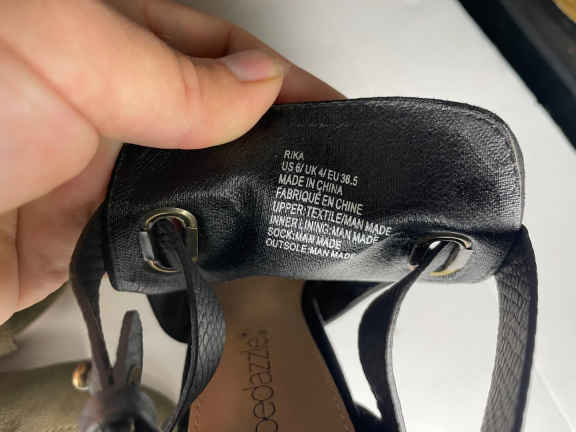 RIKA
US 6/ UK 4/ EU 36.5
MADE IN CHINA
FABRIQUÉ EN CHINE
UPPER:TEXTILE/MAN MADE
INNER LINING:MAN MADE
SOCK:MAN MADE
OUTSOLE:MAN MADE
bedazzle